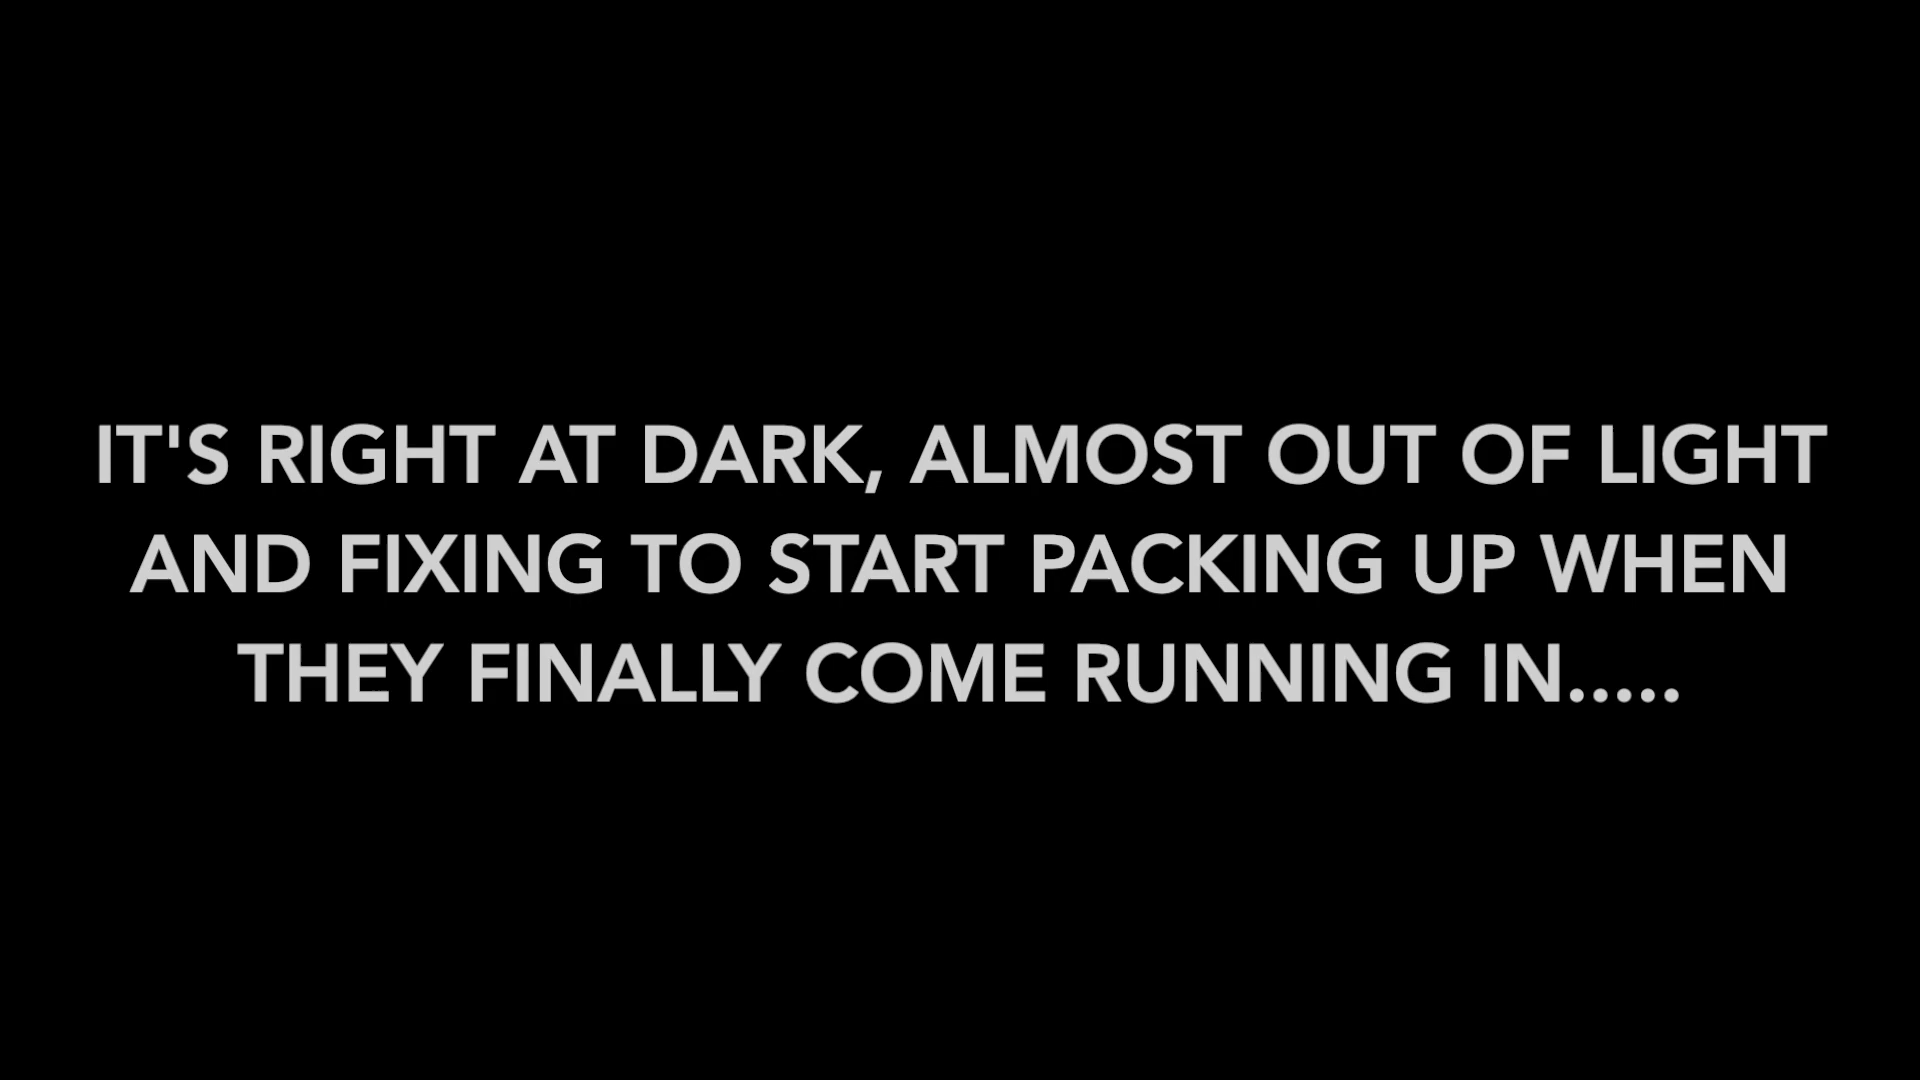 IT'S RIGHT AT DARK, ALMOST OUT OF LIGHT
AND FIXING TO START PACKING UP WHEN
THEY FINALLY COME RUNNING IN.....